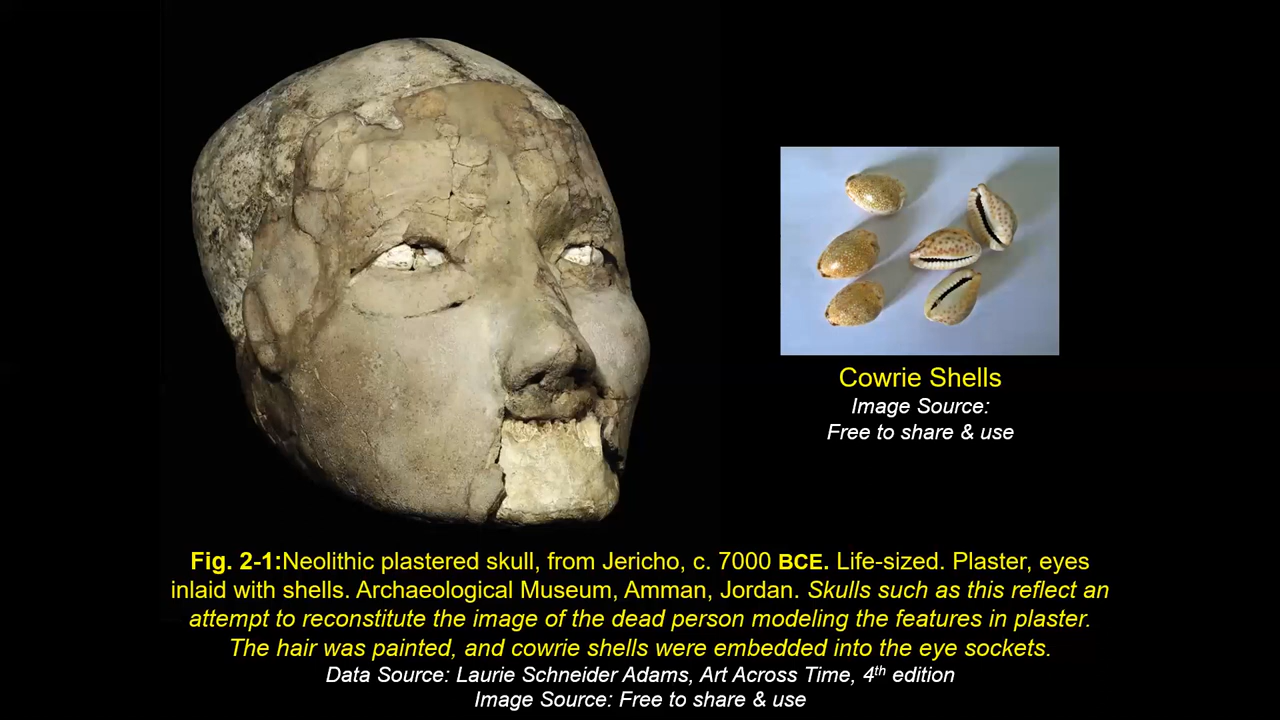 Cowrie Shells
Image Source:
Free to share & use
Fig. 2-1:Neolithic plastered skull, from Jericho, c. 7000 BCE. Life-sized. Plaster, eyes
inlaid with shells. Archaeological Museum, Amman, Jordan. Skulls such as this reflect an
attempt to reconstitute the image of the dead person modeling the features in plaster.
The hair was painted, and cowrie shells were embedded into the eye sockets.
Data Source: Laurie Schneider Adams, Art Across Time, 4th edition
Image Source: Free to share & use